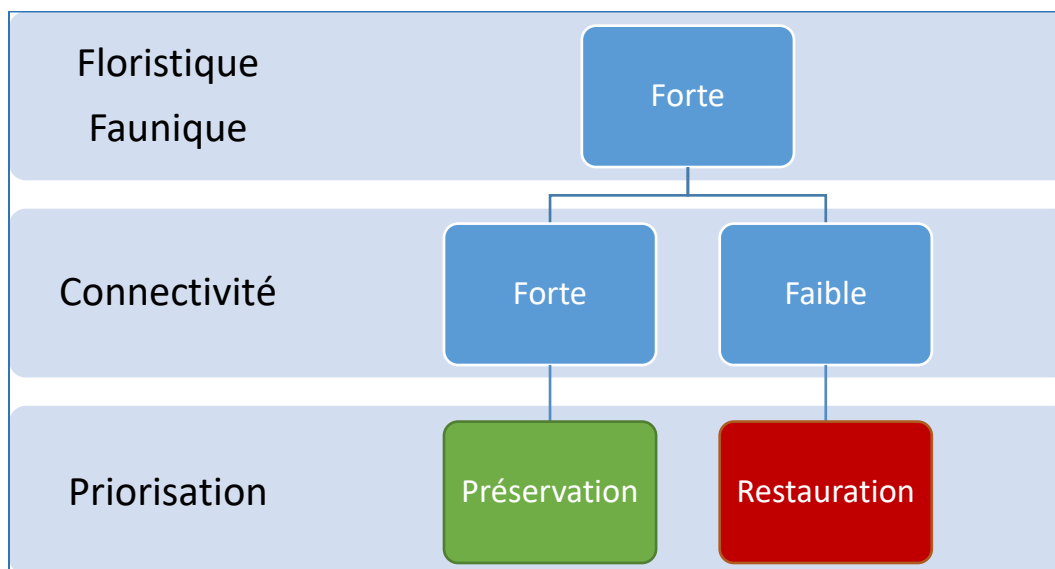 Floristique
Faunique
Forte
Connectivité
Forte
Faible
Priorisation
Préservation
Restauration